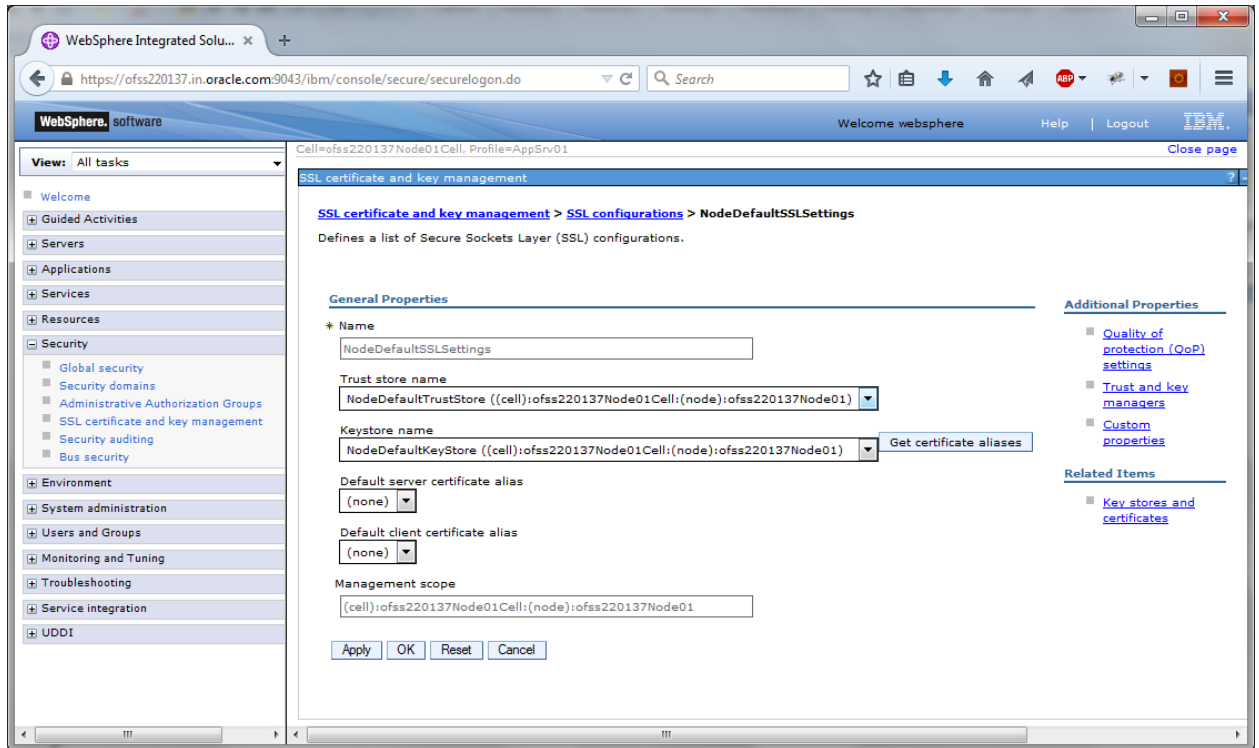 WebSphere Integrated Solu... × +
https://ofss220137.in.oracle.com:9043/ibm/console/secure/securelogon.do Search ABP
WebSphere. software Welcome websphere Help | Logout IBM.
View: All tasks
Welcome
Guided Activities
Servers
Applications
Services
Resources
Security
Global security
Security domains
Administrative Authorization Groups
SSL certificate and key management
Security auditing
Bus security
Environment
System administration
Users and Groups
Monitoring and Tuning
Troubleshooting
Service integration
UDDI
Cell=ofss220137Node01Cell, Profile=AppSrv01 Close page
SSL certificate and key management ? -
SSL certificate and key management > SSL configurations > NodeDefaultSSLSettings
Defines a list of Secure Sockets Layer (SSL) configurations.
General Properties
* Name
NodeDefaultSSLSettings
Trust store name
NodeDefaultTrustStore ((cell):ofss220137Node01Cell:(node):ofss220137Node01)
Keystore name
NodeDefaultKeyStore ((cell):ofss220137Node01Cell:(node):ofss220137Node01) Get certificate aliases
Default server certificate alias
(none)
Default client certificate alias
(none)
Management scope
(cell):ofss220137Node01Cell:(node):ofss220137Node01
Apply OK Reset Cancel
Additional Properties
Quality of
protection (QoP)
settings
Trust and key
managers
Custom
properties
Related Items
Key stores and
certificates